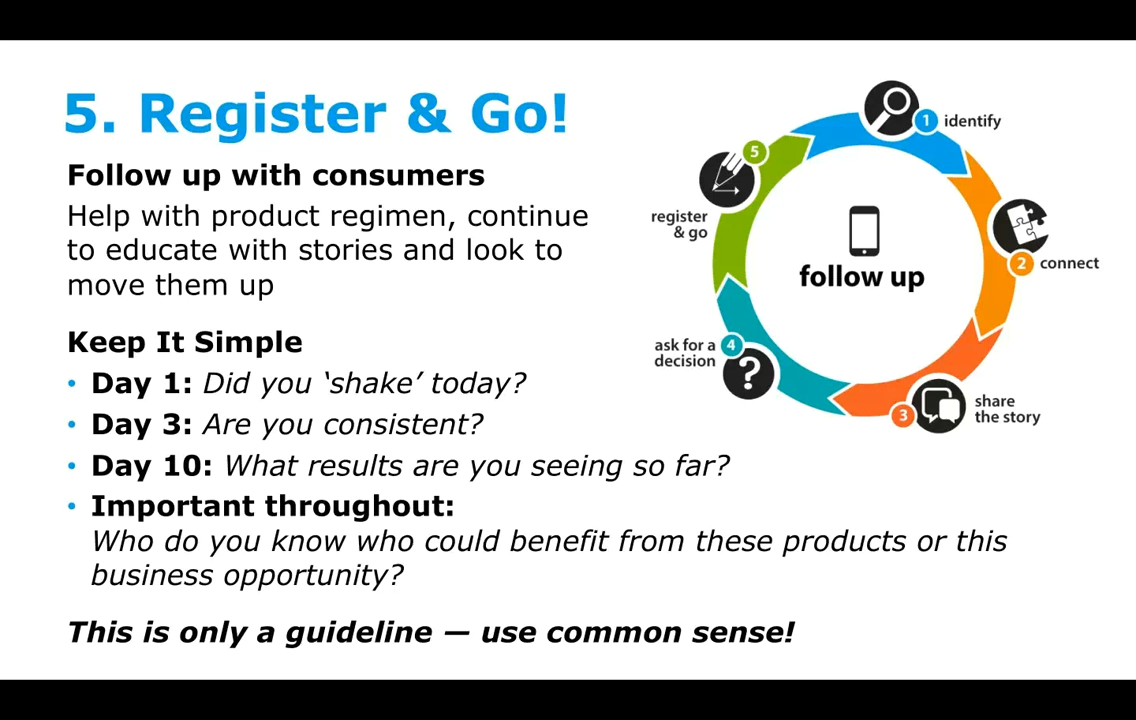 5. Register & Go!
Follow up with consumers
Help with product regimen, continue
to educate with stories and look to
move them up
Keep It Simple
• Day 1: Did you ‘shake’ today?
• Day 3: Are you consistent?
• Day 10: What results are you seeing so far?
• Important throughout:
Who do you know who could benefit from these products or this
business opportunity?
This is only a guideline — use common sense!
1 identify
2 connect
3 share
the story
4 ask for a
decision
5 register
& go
follow up